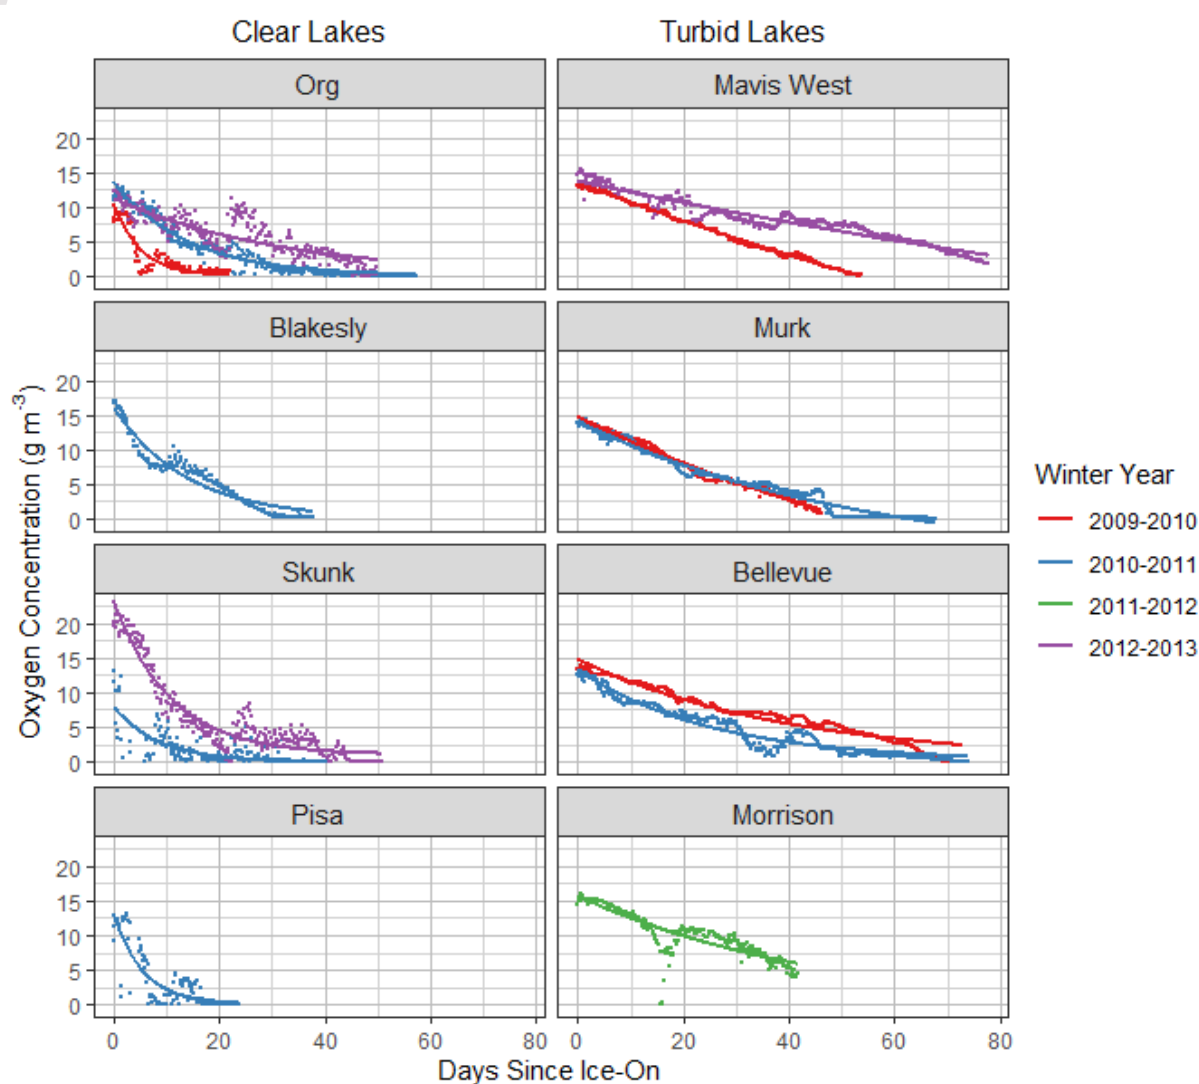 Clear Lakes Turbid Lakes
Org Mavis West
20 15 10 5 0
Blakesly Murk
20 15 10 5 0
Skunk Bellevue
20 15 10 5 0
Pisa Morrison
20 15 10 5 0
0 20 40 60 80 0 20 40 60 80
Days Since Ice-On
Oxygen Concentration (g m⁻³)
Winter Year
2009-2010
2010-2011
2011-2012
2012-2013